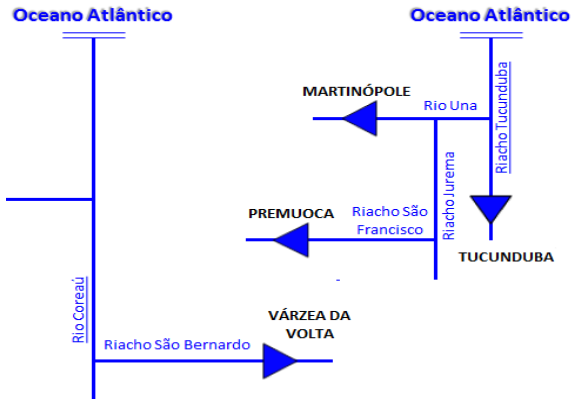 Oceano Atlântico
Oceano Atlântico
MARTINÓPOLE
Rio Una
Riacho Tucunduba
Riacho Jurema
PREMUOCA
Riacho São
Francisco
TUCUNDUBA
Rio Coreaú
VÁRZEA DA
VOLTA
Riacho São Bernardo